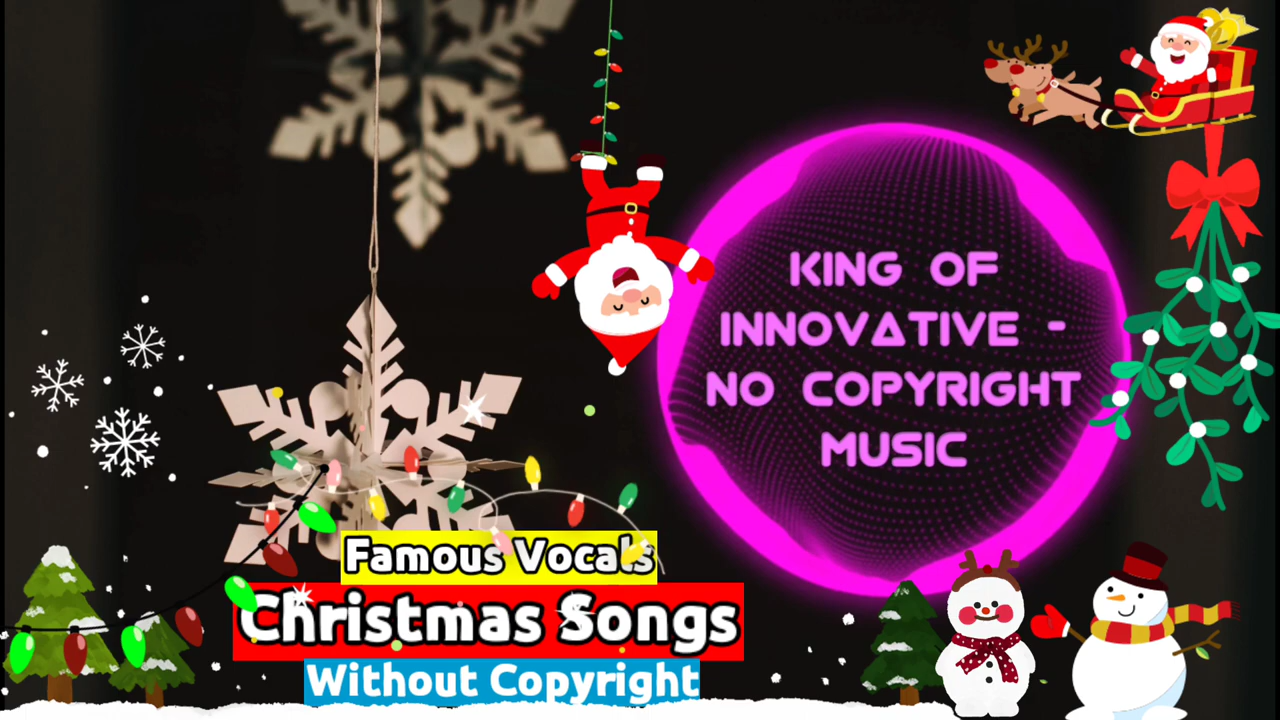 KING OF
INNOVATIVE -
NO COPYRIGHT
MUSIC
Famous Vocals
Christmas Songs
Without Copyright